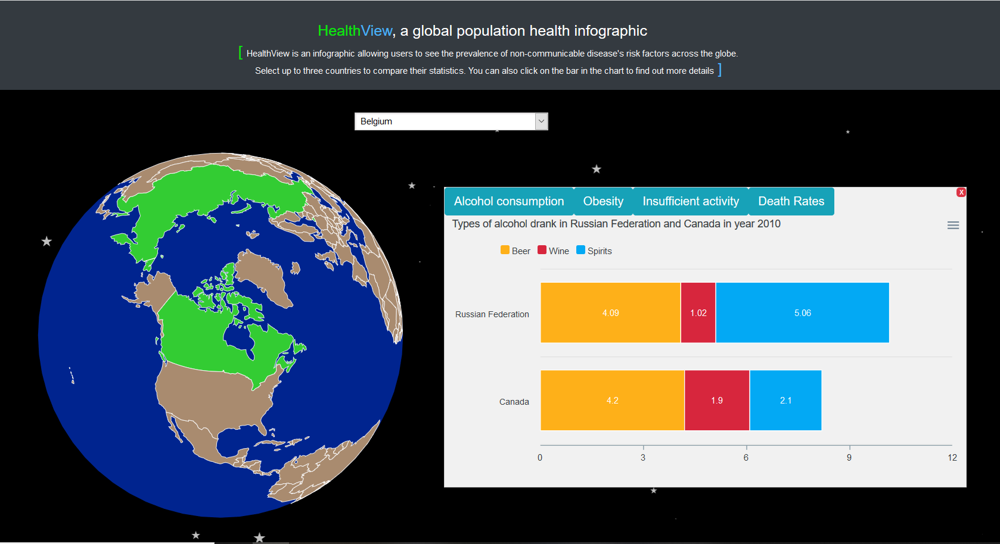 HealthView, a global population health infographic
[ HealthView is an infographic allowing users to see the prevalence of non-communicable disease's risk factors across the globe.
Select up to three countries to compare their statistics. You can also click on the bar in the chart to find out more details ]
Belgium
Alcohol consumption Obesity Insufficient activity Death Rates X
Types of alcohol drank in Russian Federation and Canada in year 2010
Beer Wine Spirits
Russian Federation 4.09 1.02 5.06
Canada 4.2 1.9 2.1
0 3 6 9 12